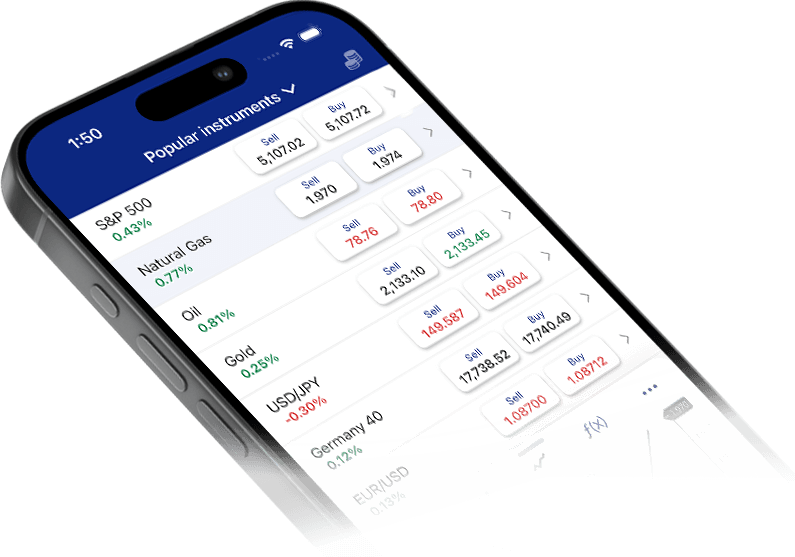 1:50
Popular instruments
S&P 500
0.43%
Sell
5,107.02
Buy
5,107.72
Natural Gas
0.77%
Sell
1.970
Buy
1.974
Oil
0.81%
Sell
78.76
Buy
78.80
Gold
0.25%
Sell
2,133.10
Buy
2,133.45
USD/JPY
-0.30%
Sell
149.587
Buy
149.604
Germany 40
0.12%
Sell
17,738.52
Buy
17,740.49
EUR/USD
0.13%
Sell
1.08700
Buy
1.08712
f(x)